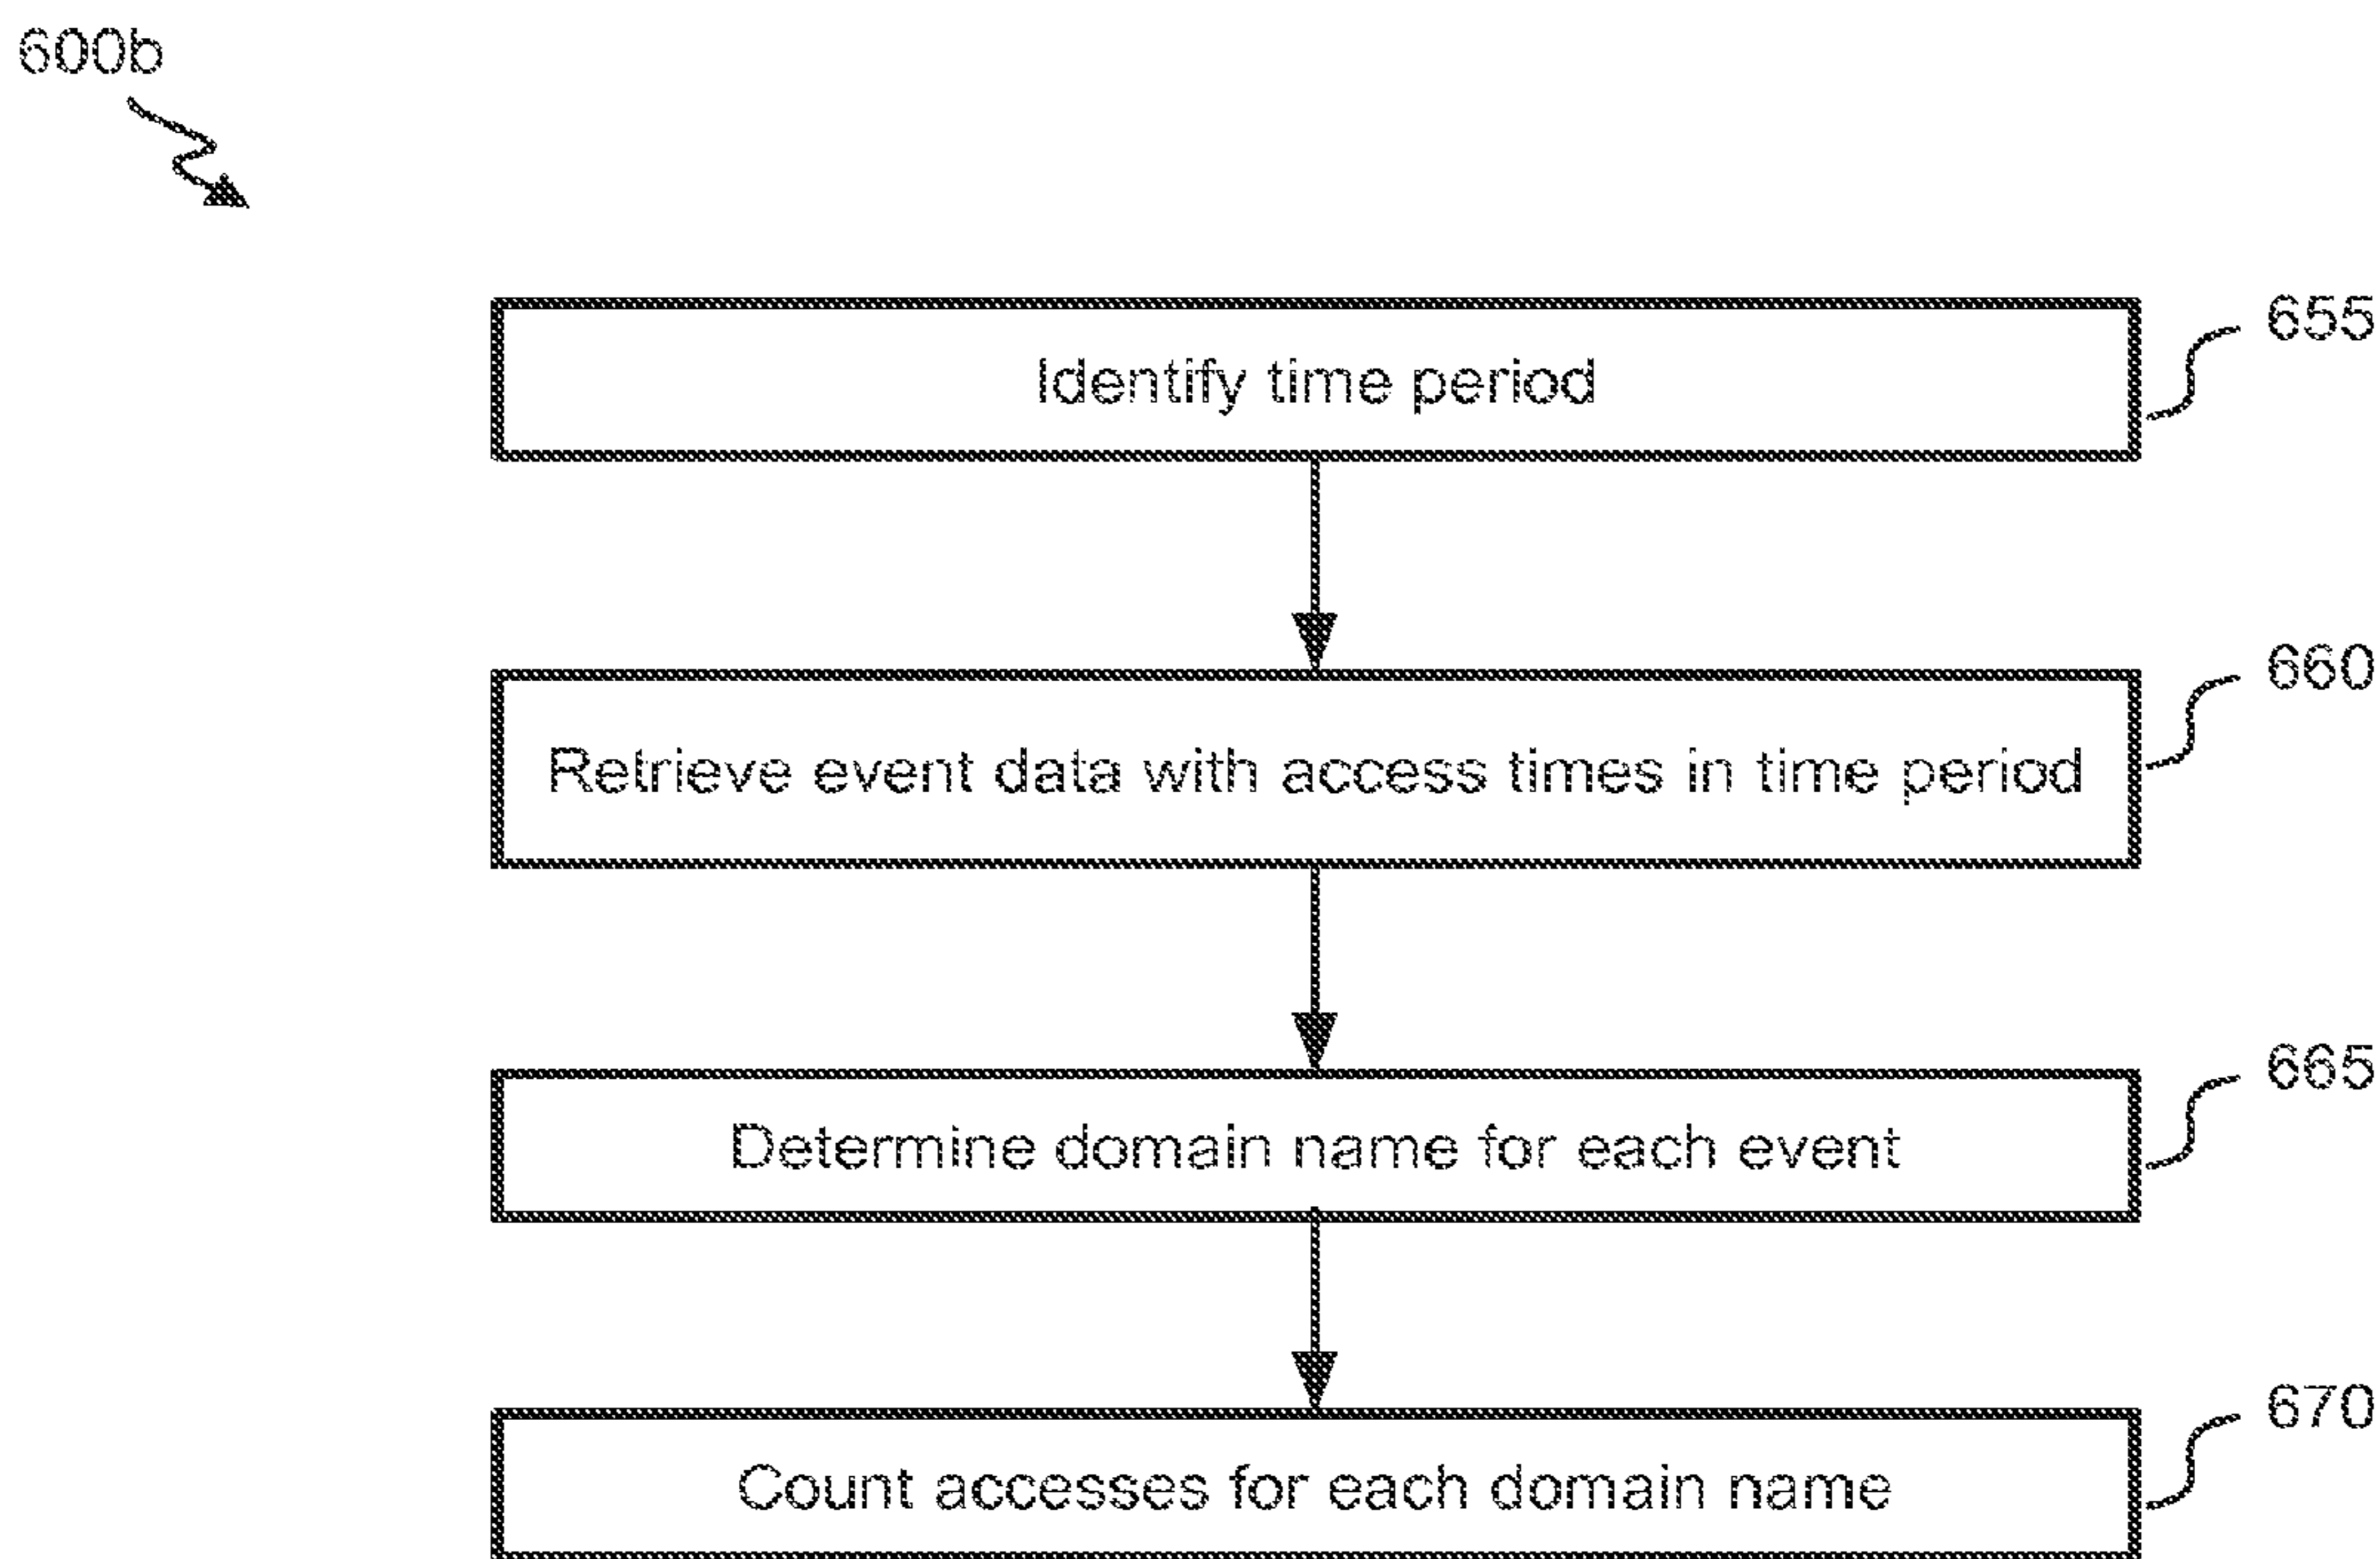 600b
Identify time period
655
Retrieve event data with access times in time period
660
Determine domain name for each event
665
Count accesses for each domain name
670